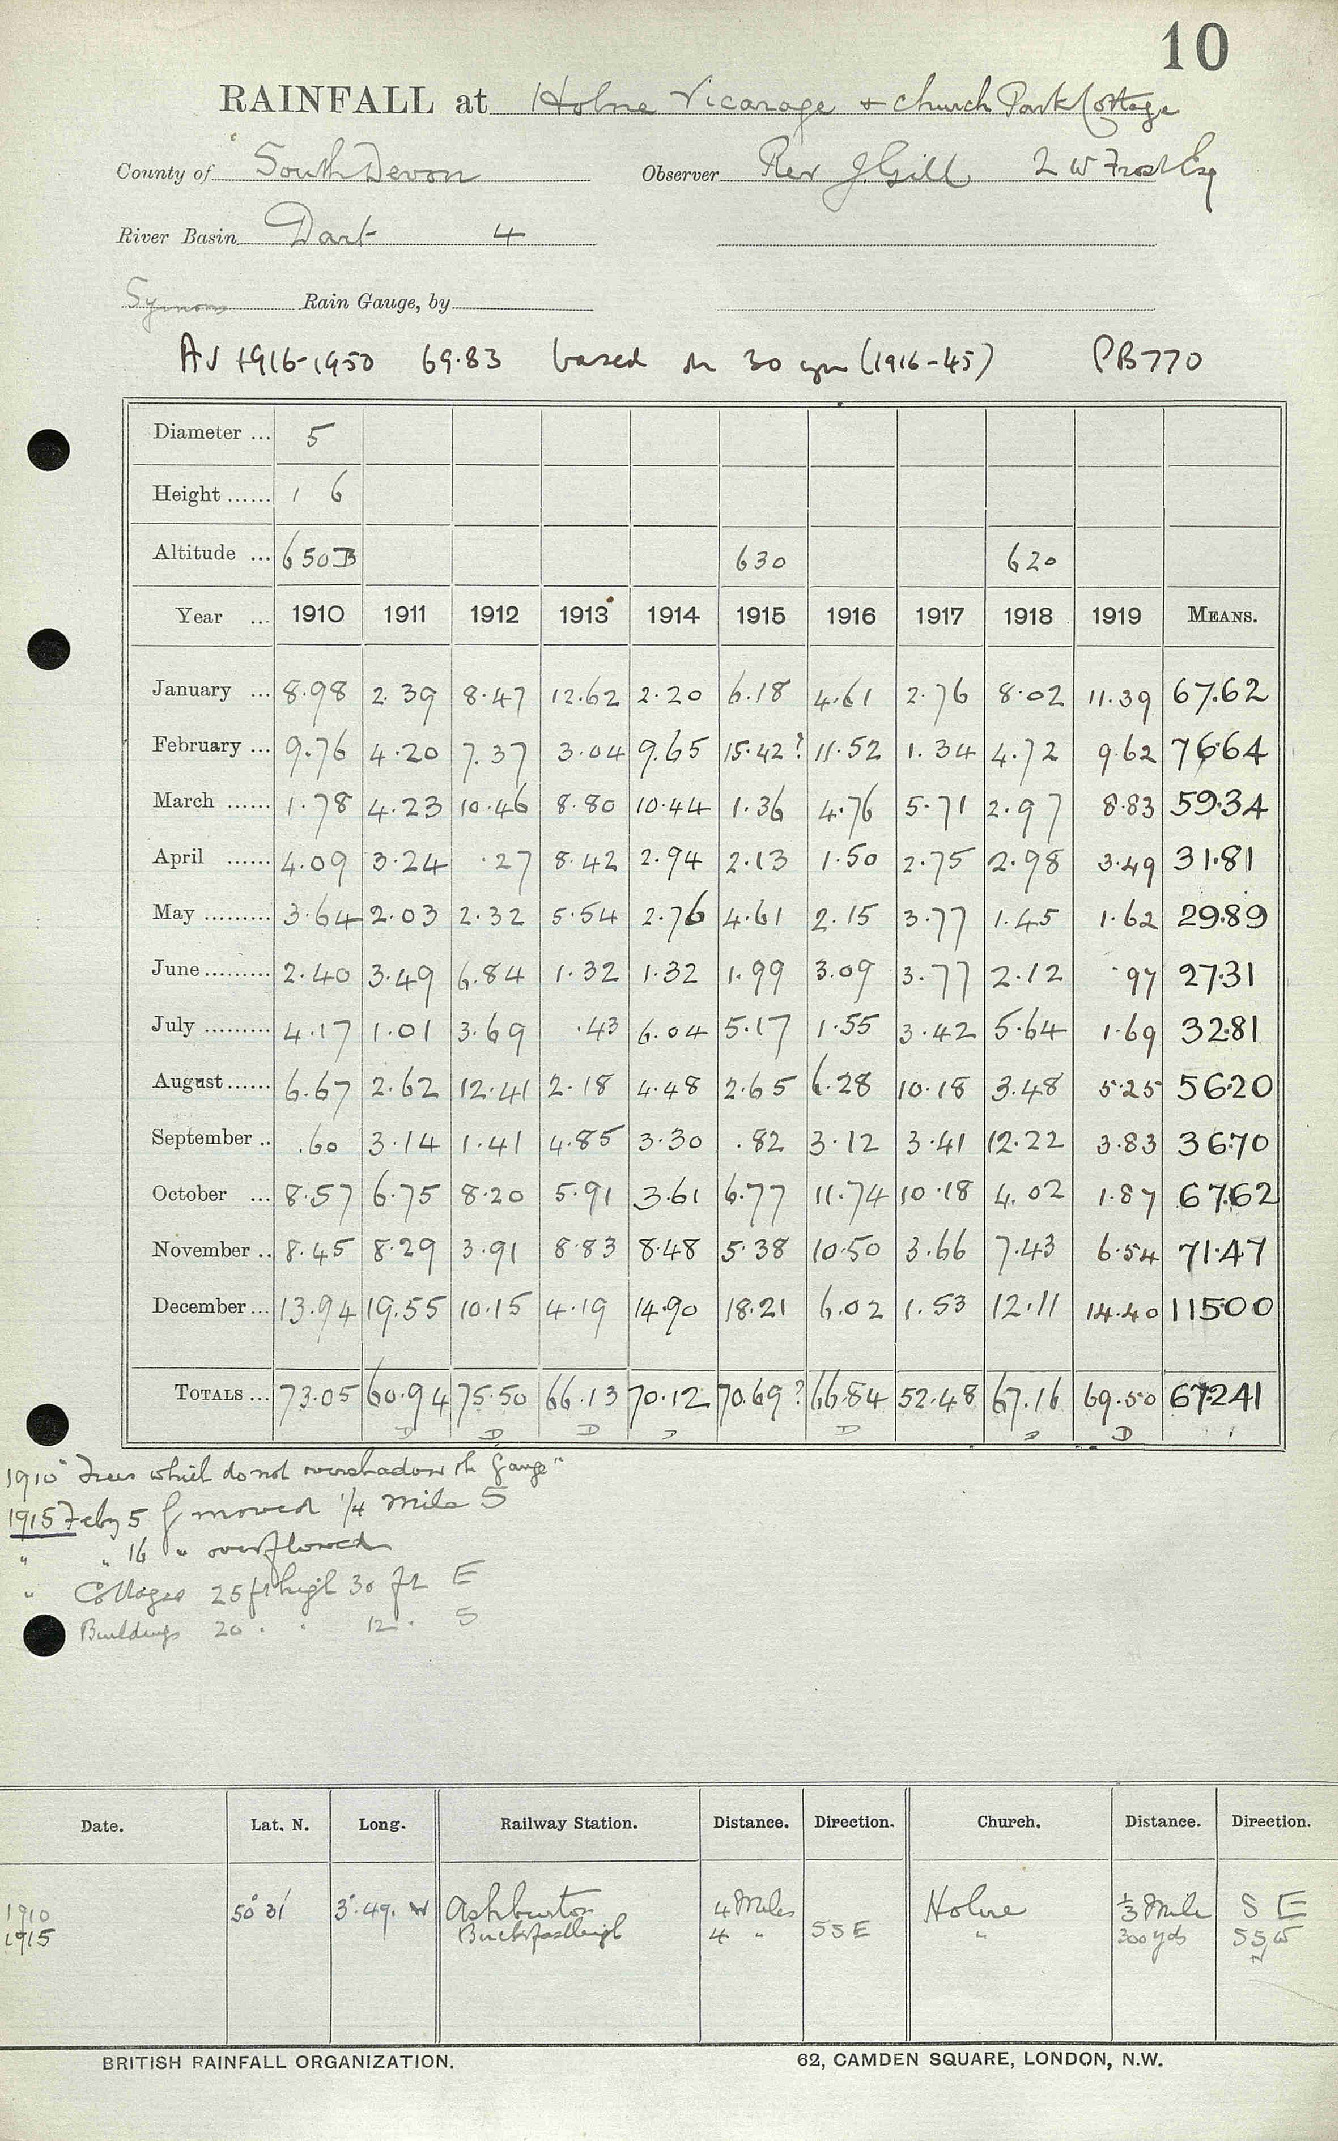 10
RAINFALL at Holne Vicarage + Church Park Cottage
County of South Devon Observer Rev J Gill L W Frost Esq
River Basin Dart 4
Symons Rain Gauge, by
Av 1916-1950 69.83 based on 30 yrs (1916-45) PB770
Diameter ... 5
Height ...... 1 6
Altitude ... 650 B 630 620
Year ... 1910 1911 1912 1913 1914 1915 1916 1917 1918 1919 MEANS.
January ... 8.98 2.39 8.47 12.62 2.20 6.18 4.61 2.76 8.02 11.39 67.62
February ... 9.76 4.20 7.37 3.04 9.65 15.42? 11.52 1.34 4.72 9.62 76.64
March ...... 1.78 4.23 10.46 8.80 10.44 1.36 4.76 5.71 2.97 8.83 59.34
April ...... 4.09 3.24 .27 8.42 2.94 2.13 1.50 2.75 2.98 3.49 31.81
May ......... 3.64 2.03 2.32 5.54 2.76 4.61 2.15 3.77 1.45 1.62 29.89
June ......... 2.40 3.49 6.84 1.32 1.32 1.99 3.09 3.77 2.12 .97 27.31
July ......... 4.17 1.01 3.69 .43 6.04 5.17 1.55 3.42 5.64 1.69 32.81
August ...... 6.67 2.62 12.41 2.18 4.48 2.65 6.28 10.18 3.48 5.25 56.20
September .. .60 3.14 1.41 4.85 3.30 .82 3.12 3.41 12.22 3.83 36.70
October ... 8.57 6.75 8.20 5.91 3.61 6.77 11.74 10.18 4.02 1.87 67.62
November .. 8.45 8.29 3.91 8.83 8.48 5.38 10.50 3.66 7.43 6.54 71.47
December ... 13.94 19.55 10.15 4.19 14.90 18.21 6.02 1.53 12.11 14.40 115.00
TOTALS ... 73.05 60.94 75.50 66.13 70.12 70.69? 66.84 52.48 67.16 69.50 672.41
D D D D D D D
1910 "Trees which do not overshadow the gauge"
1915 Feby 5 G moved 1/4 mile S
" " 16 " overflowed
" Cottages 25 ft high 30 ft E
Buildings 20 " " 12 " S
Date. Lat. N. Long. Railway Station. Distance. Direction. Church. Distance. Direction.
1910 50° 31' 3°.49. W Ashburton 4 Miles Holne 1/3 Mile S E
1915 Buckfastleigh 4 " SSE " 200 yds SSW
N
BRITISH RAINFALL ORGANIZATION. 62, CAMDEN SQUARE, LONDON, N.W.